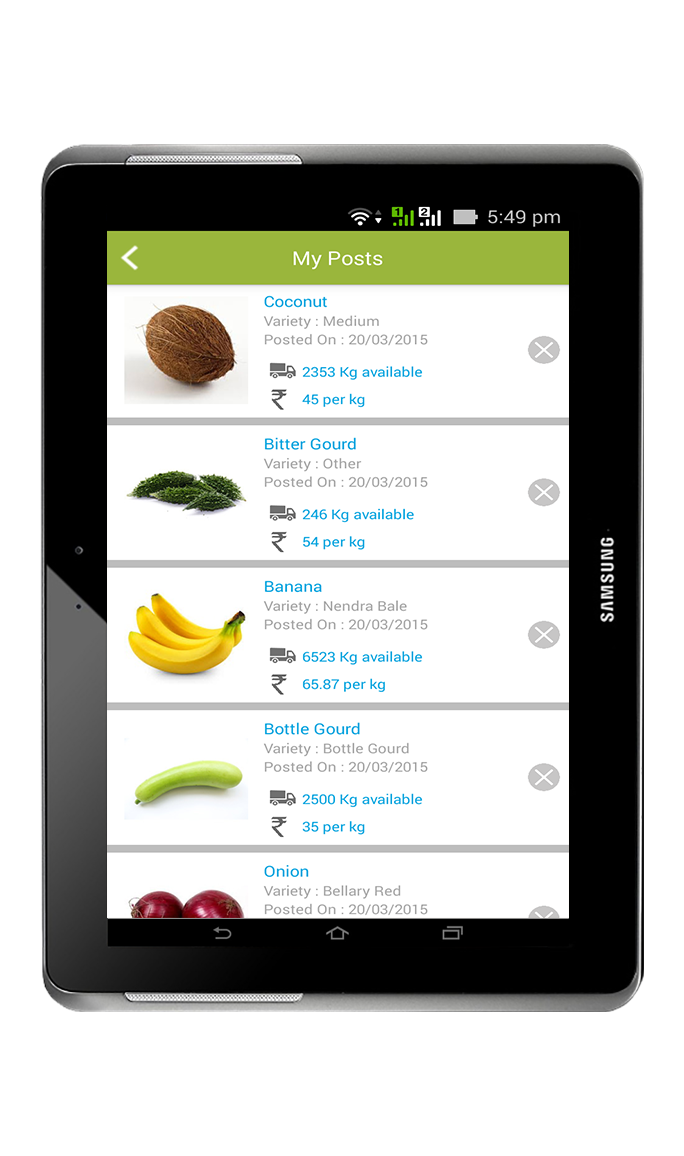 1 2 5:49 pm
My Posts
Coconut
Variety : Medium
Posted On : 20/03/2015
2353 Kg available
₹ 45 per kg
Bitter Gourd
Variety : Other
Posted On : 20/03/2015
246 Kg available
₹ 54 per kg
Banana
Variety : Nendra Bale
Posted On : 20/03/2015
6523 Kg available
₹ 65.87 per kg
Bottle Gourd
Variety : Bottle Gourd
Posted On : 20/03/2015
2500 Kg available
₹ 35 per kg
Onion
Variety : Bellary Red
Posted On : 20/03/2015
SAMSUNG